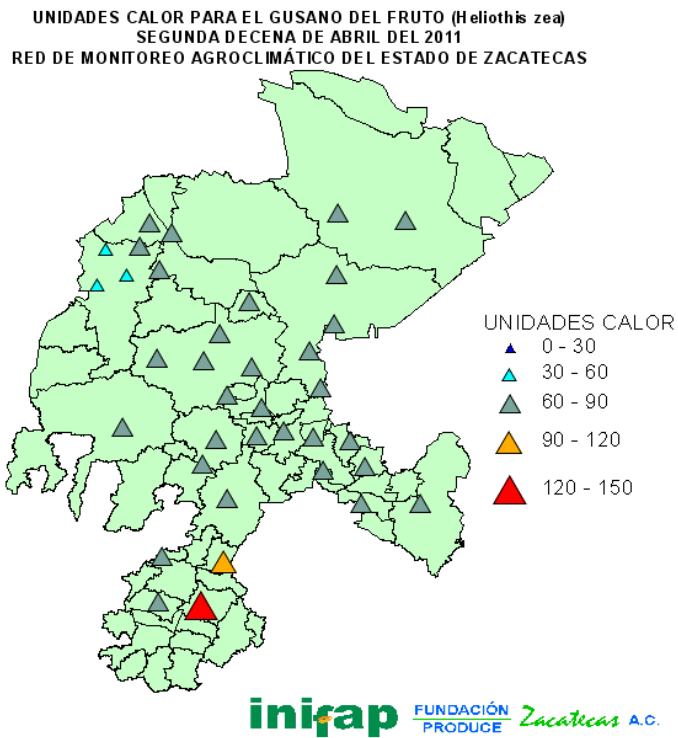 UNIDADES CALOR PARA EL GUSANO DEL FRUTO (Heliothis zea)
SEGUNDA DECENA DE ABRIL DEL 2011
RED DE MONITOREO AGROCLIMÁTICO DEL ESTADO DE ZACATECAS
UNIDADES CALOR
0 - 30
30 - 60
60 - 90
90 - 120
120 - 150
inifap
FUNDACIÓN
PRODUCE
Zacatecas A.C.